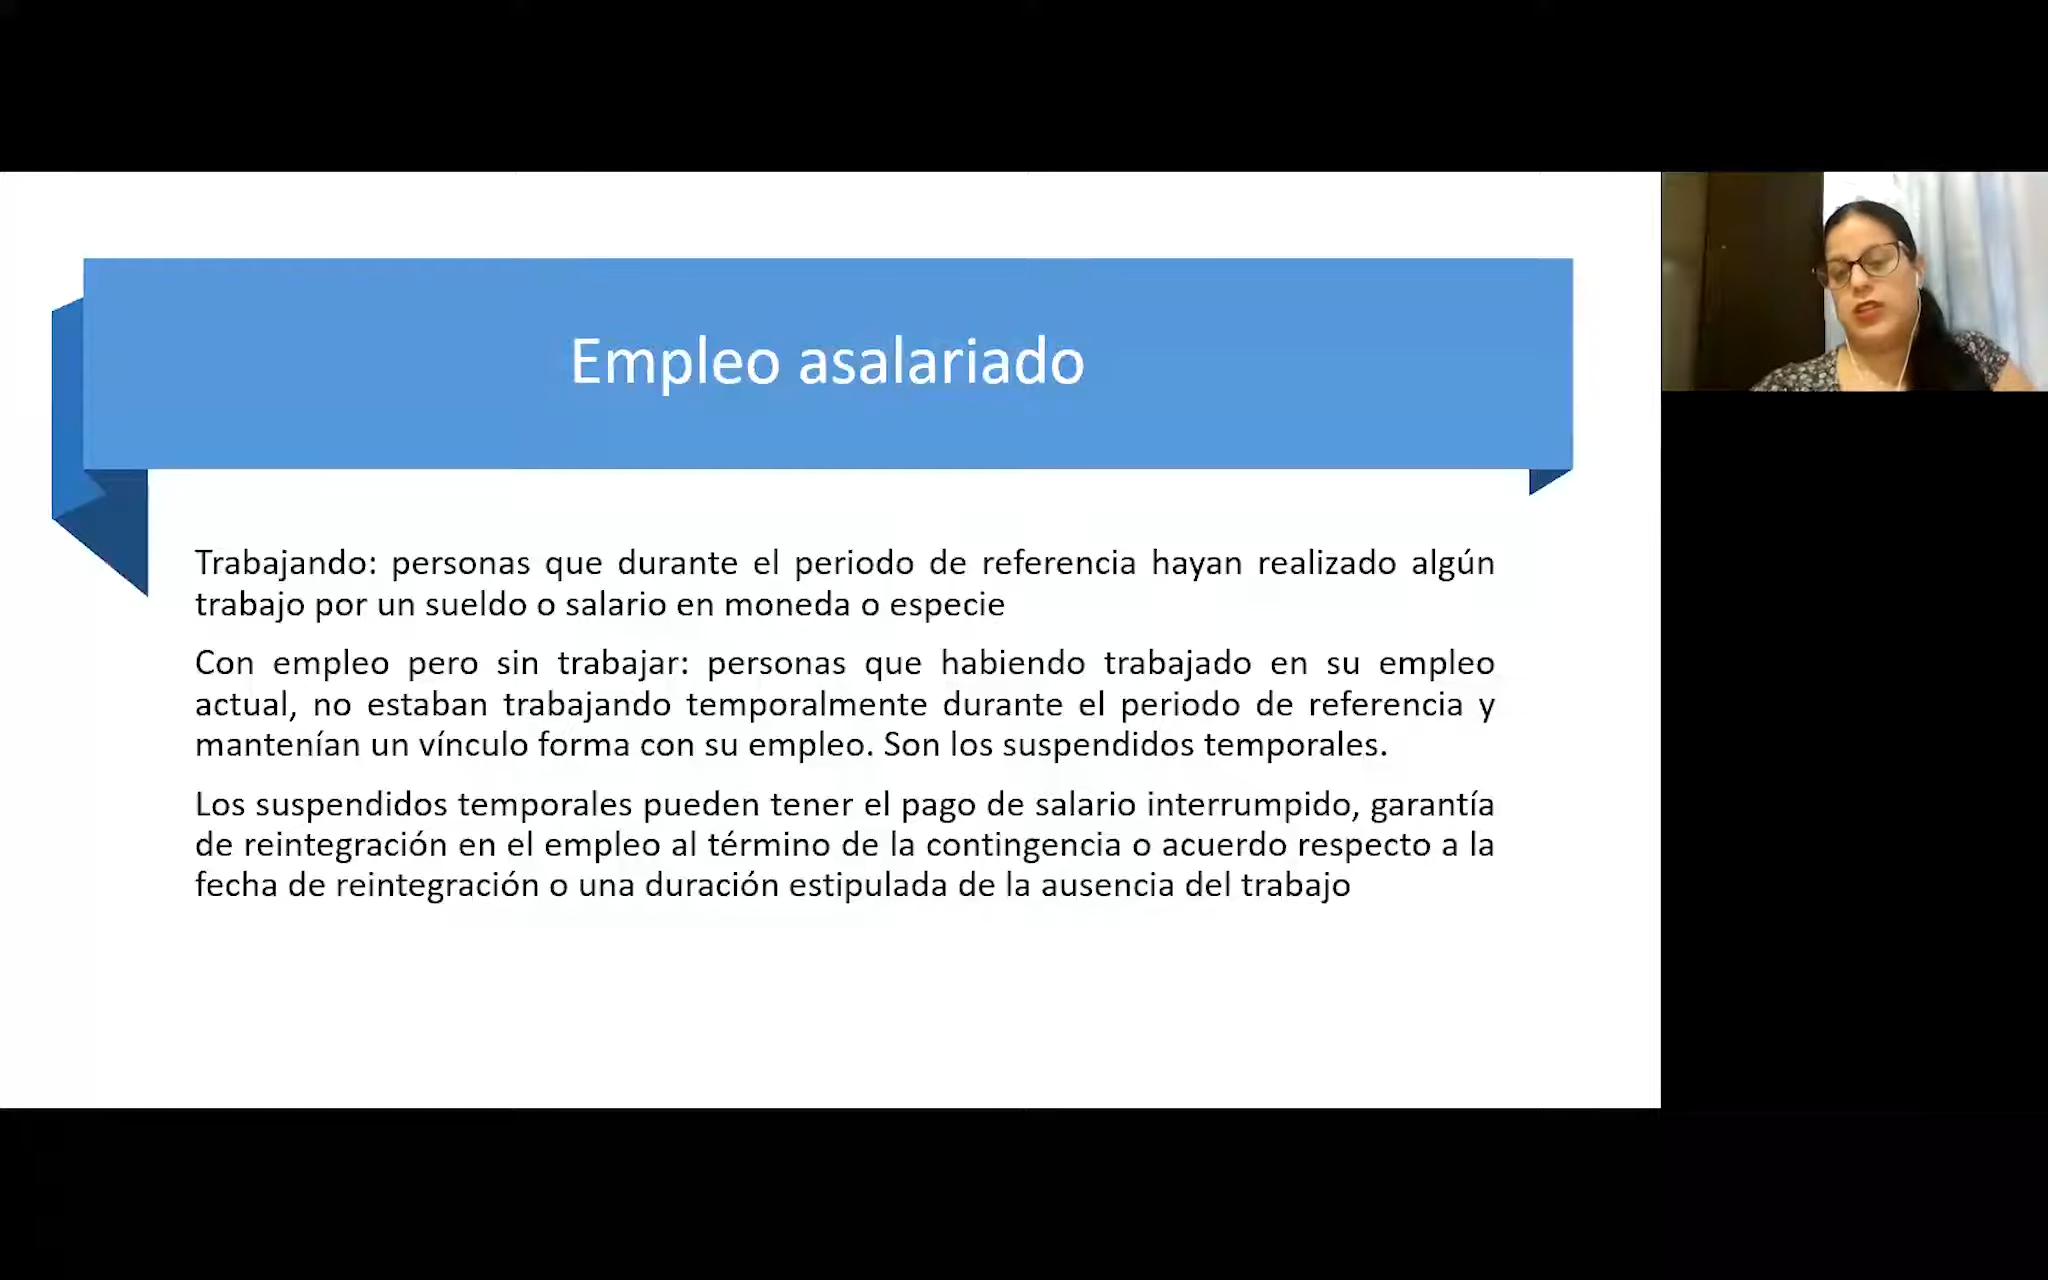 Empleo asalariado
Trabajando: personas que durante el periodo de referencia hayan realizado algún
trabajo por un sueldo o salario en moneda o especie
Con empleo pero sin trabajar: personas que habiendo trabajado en su empleo
actual, no estaban trabajando temporalmente durante el periodo de referencia y
mantenían un vínculo forma con su empleo. Son los suspendidos temporales.
Los suspendidos temporales pueden tener el pago de salario interrumpido, garantía
de reintegración en el empleo al término de la contingencia o acuerdo respecto a la
fecha de reintegración o una duración estipulada de la ausencia del trabajo